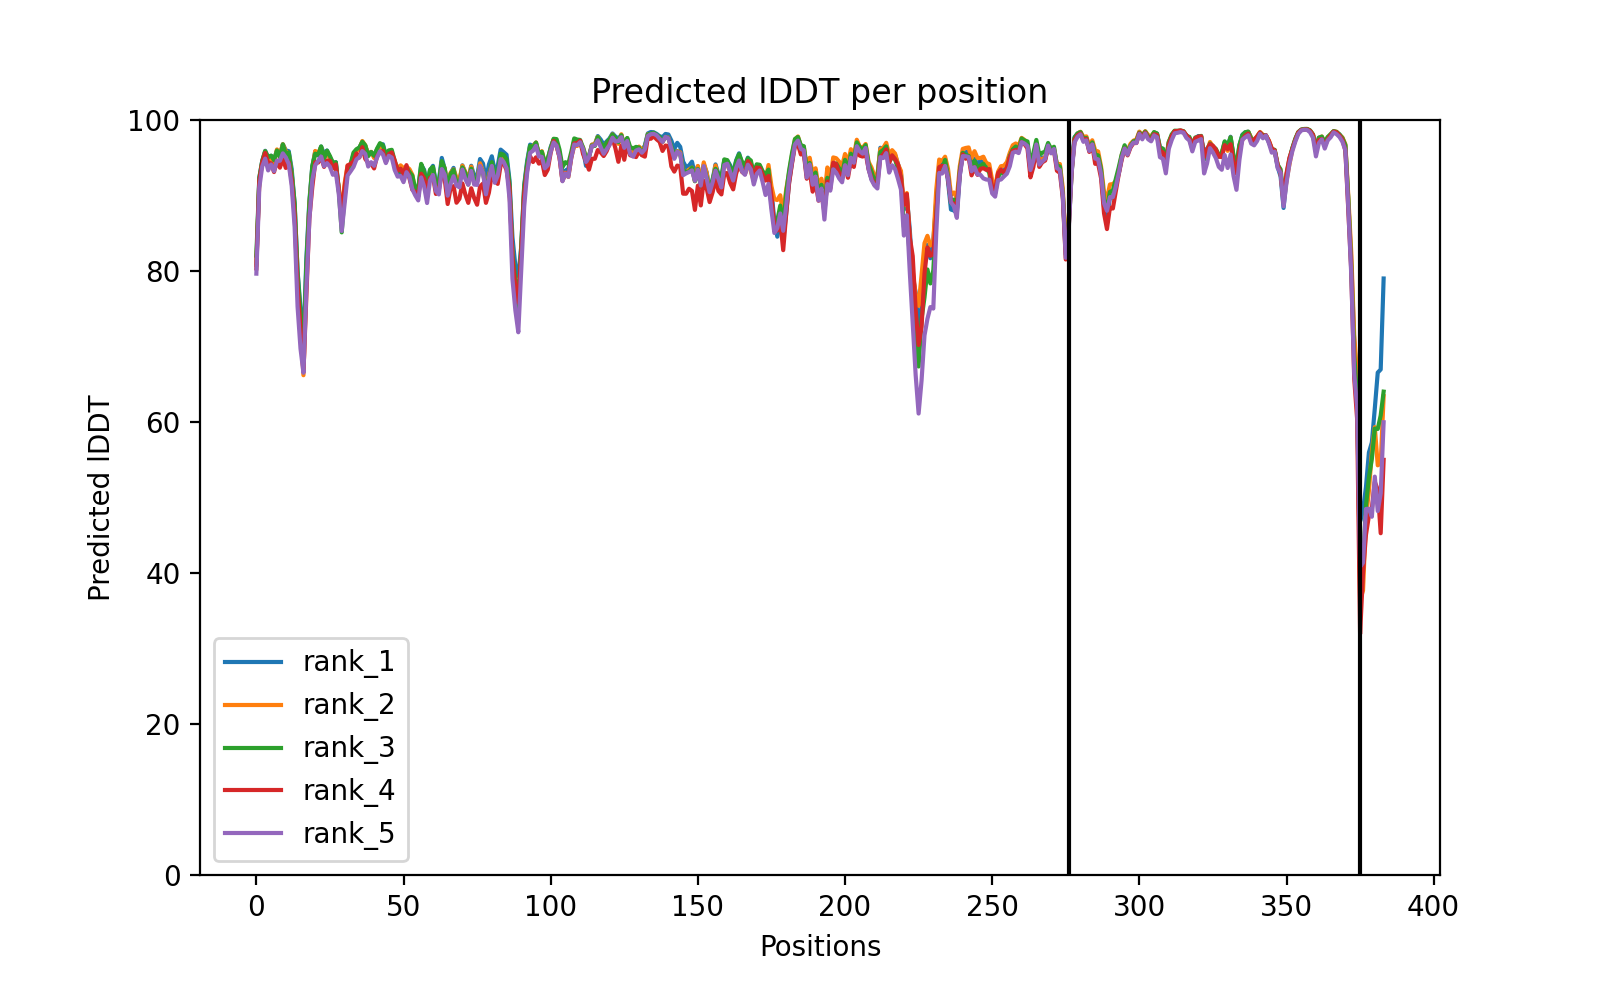 Predicted lDDT per position
100
80
60
40
20
0
Predicted lDDT
rank_1
rank_2
rank_3
rank_4
rank_5
0 50 100 150 200 250 300 350 400
Positions